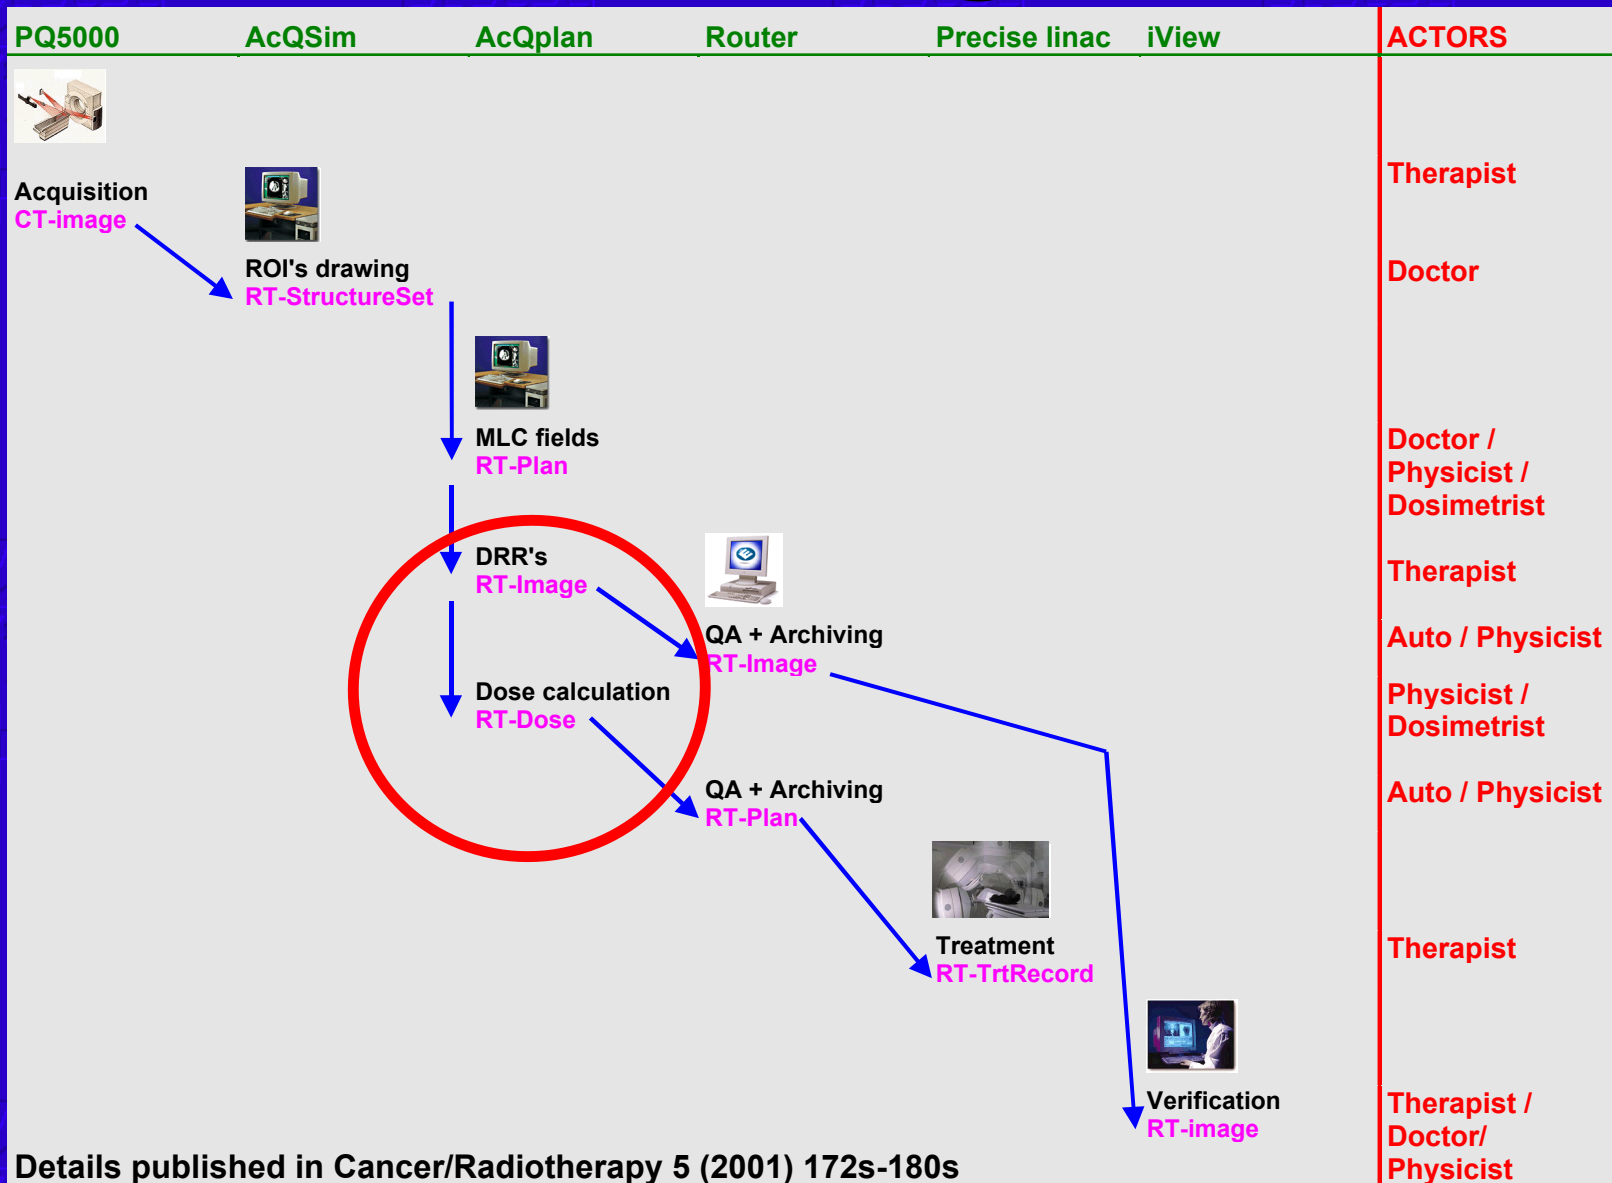 PQ5000 AcQSim AcQplan Router Precise linac iView ACTORS
Therapist
Acquisition
CT-image
ROI's drawing
RT-StructureSet
Doctor
MLC fields
RT-Plan
Doctor /
Physicist /
Dosimetrist
DRR's
RT-Image
Therapist
QA + Archiving
RT-Image
Auto / Physicist
Dose calculation
RT-Dose
Physicist /
Dosimetrist
QA + Archiving
RT-Plan
Auto / Physicist
Treatment
RT-TrtRecord
Therapist
Verification
RT-image
Therapist /
Doctor/
Physicist
Details published in Cancer/Radiotherapy 5 (2001) 172s-180s